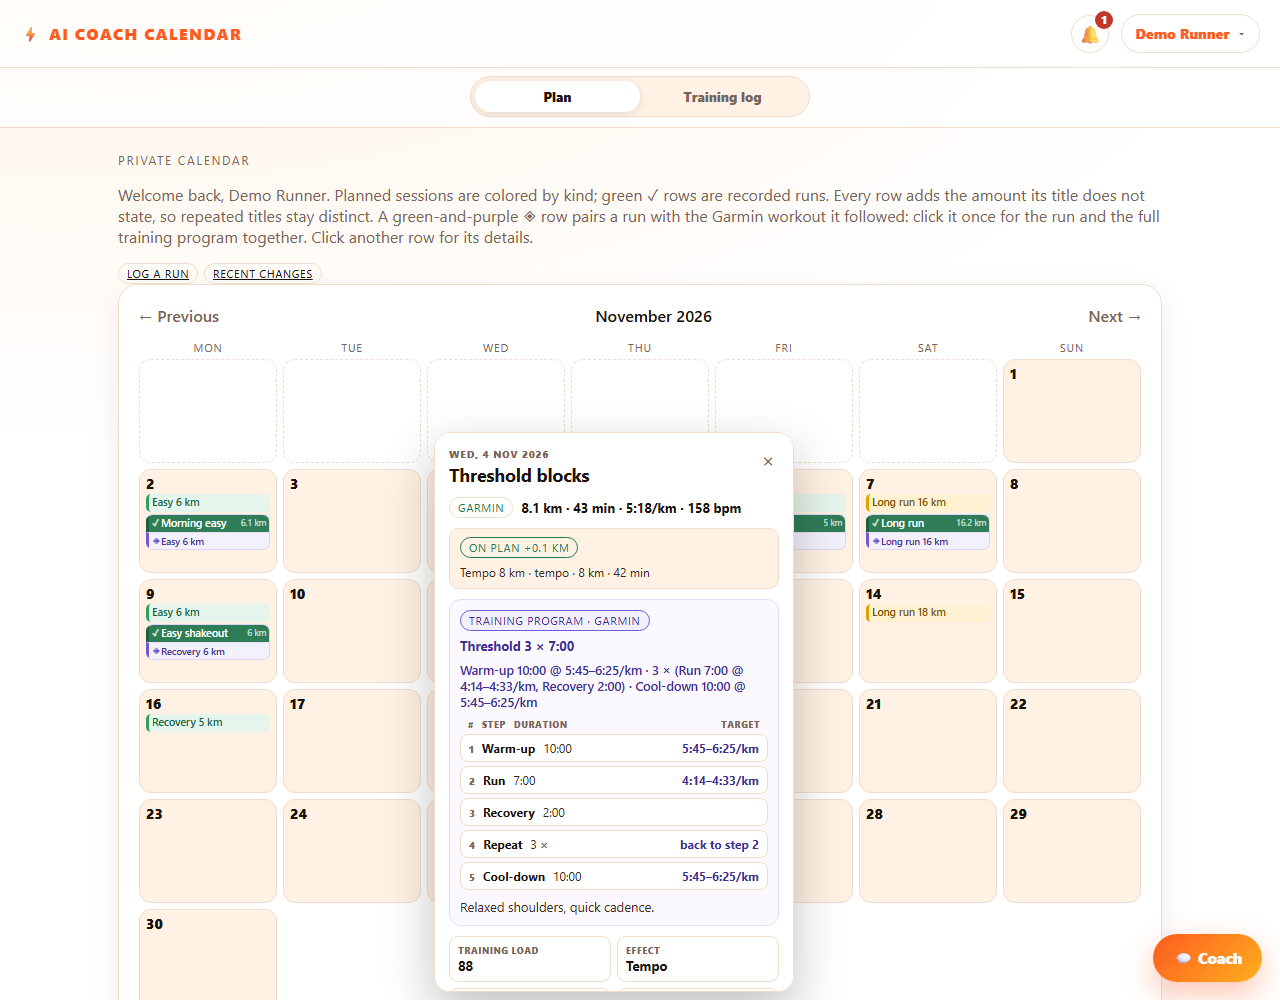 AI COACH CALENDAR
1
Demo Runner
Plan
Training log
PRIVATE CALENDAR
Welcome back, Demo Runner. Planned sessions are colored by kind; green ✓ rows are recorded runs. Every row adds the amount its title does not
state, so repeated titles stay distinct. A green-and-purple ◈ row pairs a run with the Garmin workout it followed: click it once for the run and the full
training program together. Click another row for its details.
LOG A RUN
RECENT CHANGES
← Previous
November 2026
Next →
MON TUE WED THU FRI SAT SUN
1
2
Easy 6 km
✓ Morning easy 6.1 km
◈ Easy 6 km
3
5 km
7
Long run 16 km
✓ Long run 16.2 km
◈ Long run 16 km
8
9
Easy 6 km
✓ Easy shakeout 6 km
◈ Recovery 6 km
10
14
Long run 18 km
15
16
Recovery 5 km
17
21
22
23
24
28
29
30
WED, 4 NOV 2026
Threshold blocks
×
GARMIN
8.1 km · 43 min · 5:18/km · 158 bpm
ON PLAN +0.1 KM
Tempo 8 km · tempo · 8 km · 42 min
TRAINING PROGRAM · GARMIN
Threshold 3 × 7:00
Warm-up 10:00 @ 5:45–6:25/km · 3 × (Run 7:00 @
4:14–4:33/km, Recovery 2:00) · Cool-down 10:00 @
5:45–6:25/km
# STEP DURATION TARGET
1 Warm-up 10:00 5:45–6:25/km
2 Run 7:00 4:14–4:33/km
3 Recovery 2:00
4 Repeat 3 × back to step 2
5 Cool-down 10:00 5:45–6:25/km
Relaxed shoulders, quick cadence.
TRAINING LOAD
88
EFFECT
Tempo
Coach